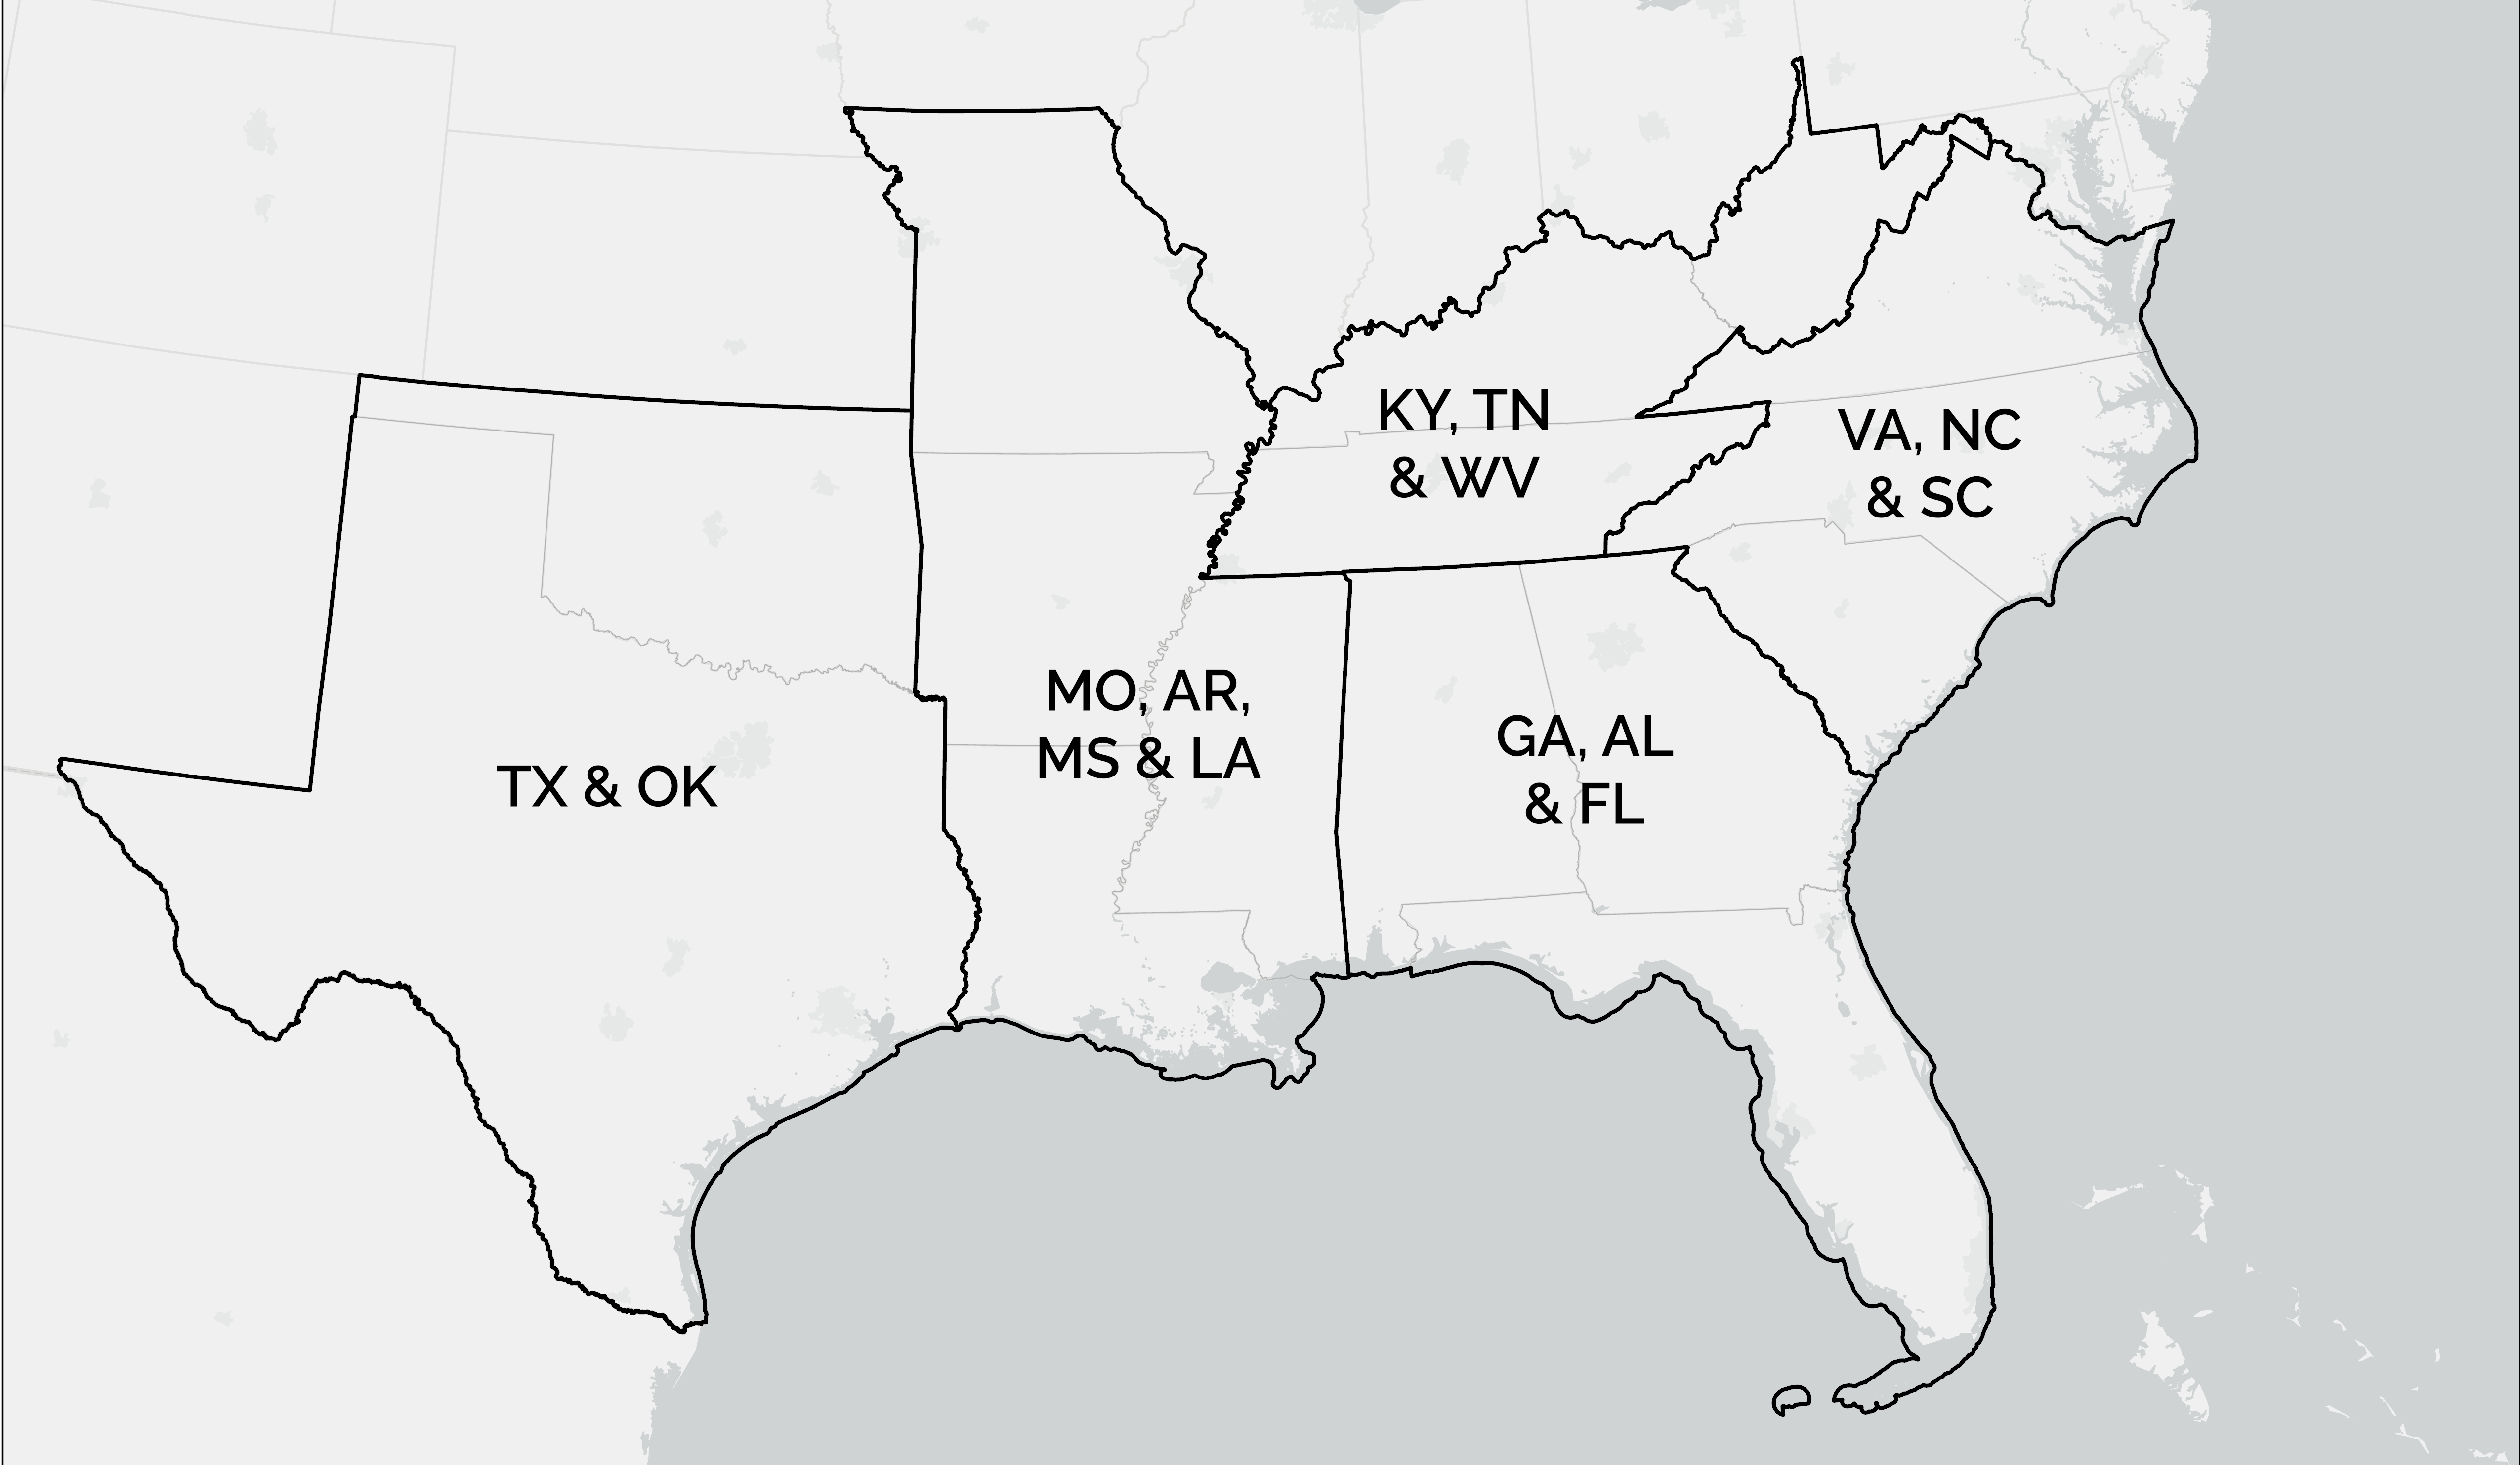 KY, TN
& WV
VA, NC
& SC
MO, AR,
MS & LA
GA, AL
& FL
TX & OK